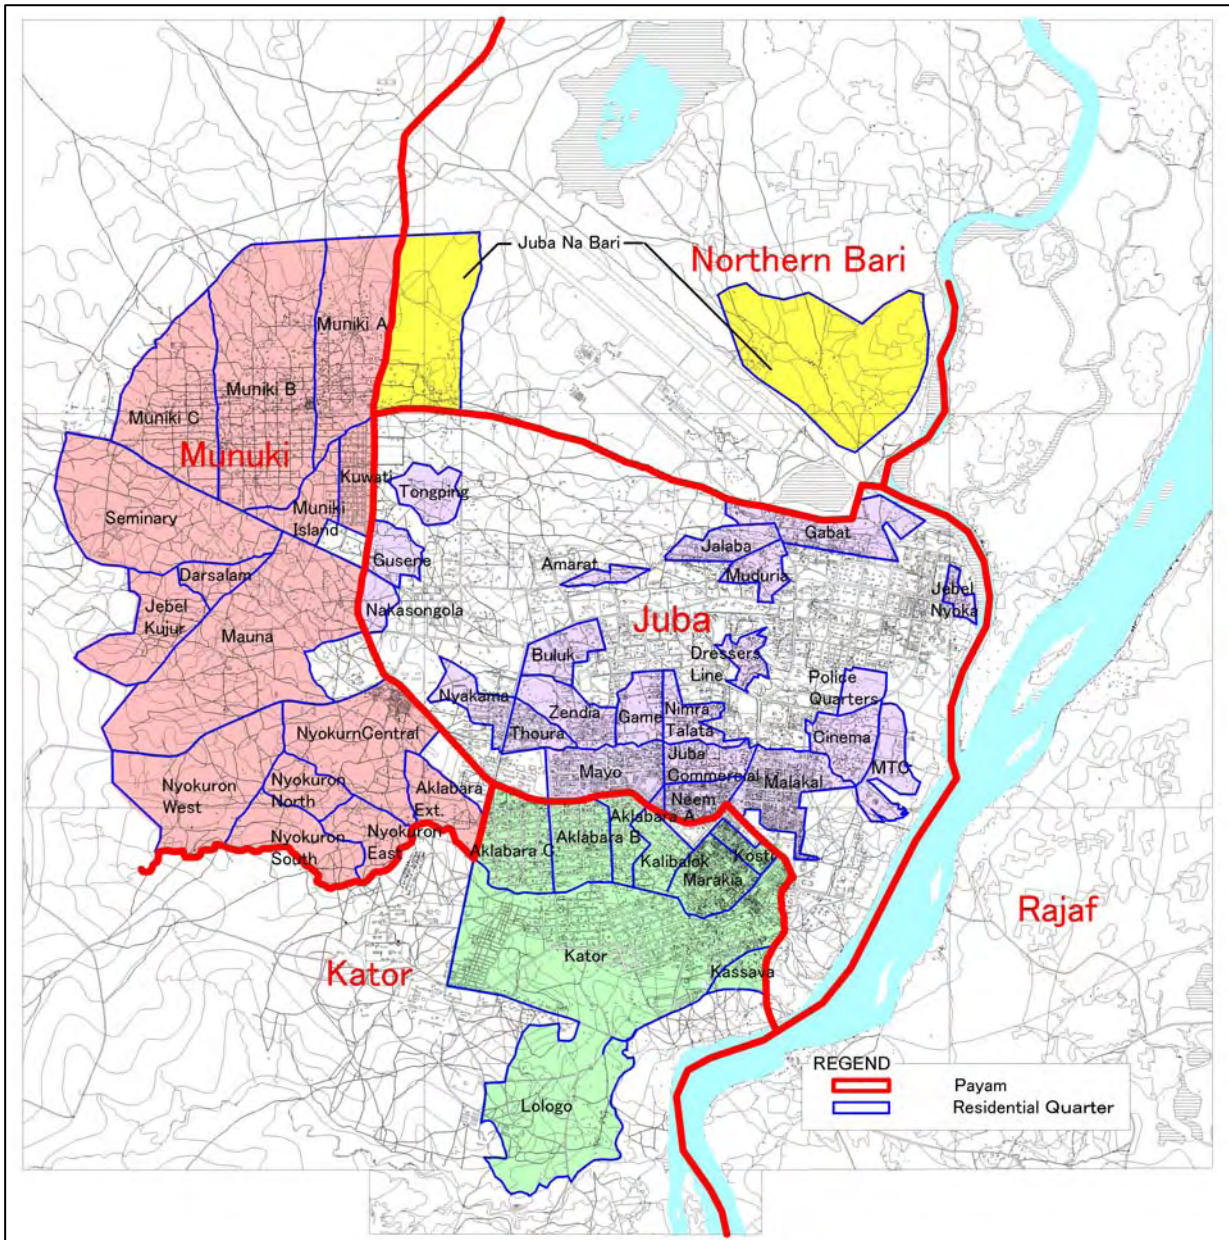 Juba Na Bari
Northern Bari
Muniki A
Muniki B
Muniki C
Munuki
Kuwati
Tongping
Seminary
Muniki
Island
Gabat
Jalaba
Gusene
Amarat
Muduria
Darsalam
Jebel
Nyoka
Jebel
Kujur
Nakasongola
Mauna
Juba
Buluk
Dressers
Line
Police
Quarters
Nyakama
Zendia
Game
Nimra
Talata
Thoura
NyokurnCentral
Cinema
Juba
Commercial
Mayo
MTC
Malakal
Nyokuron
West
Nyokuron
North
Aklabara
Ext.
Neem
Aklabara A
Nyokuron
South
Nyokuron
East
Aklabara C
Aklabara B
Kalibalok
Koste
Marakia
Rajaf
Kator
Kator
Kassava
Lologo
REGEND
Payam
Residential Quarter